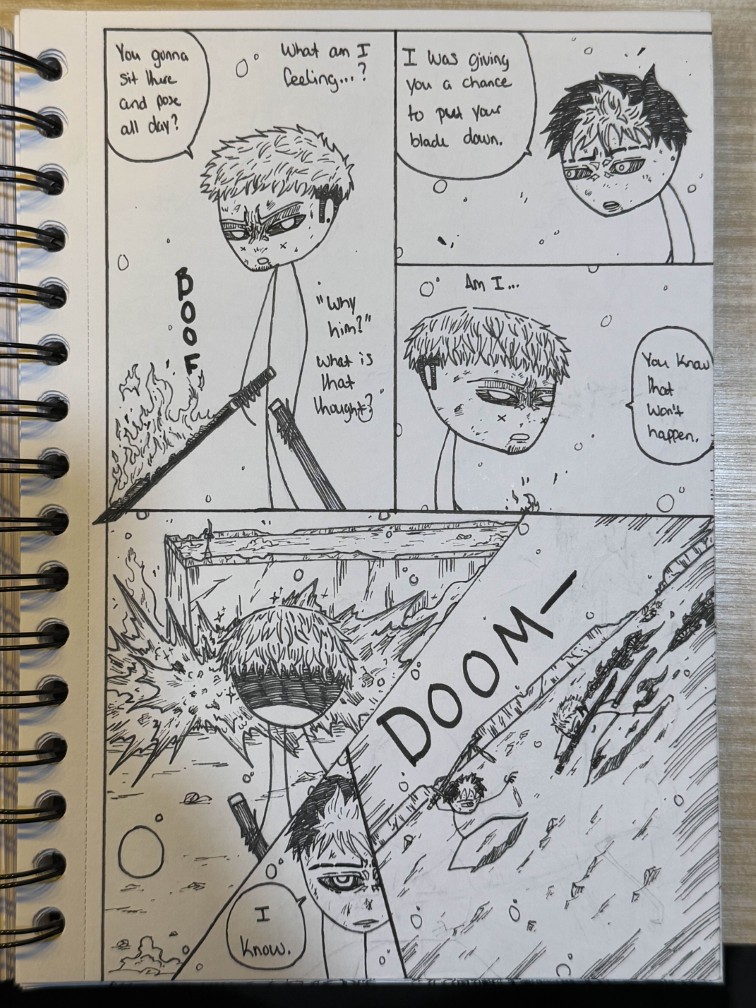 You gonna
sit there
and pose
all day?
What am I
feeling...?
DOOF
"Why
him?"
What is
that
thought?
I was giving
you a chance
to put your
blade down.
Am I...
You know
that
won't
happen.
DOOM—
I
know.